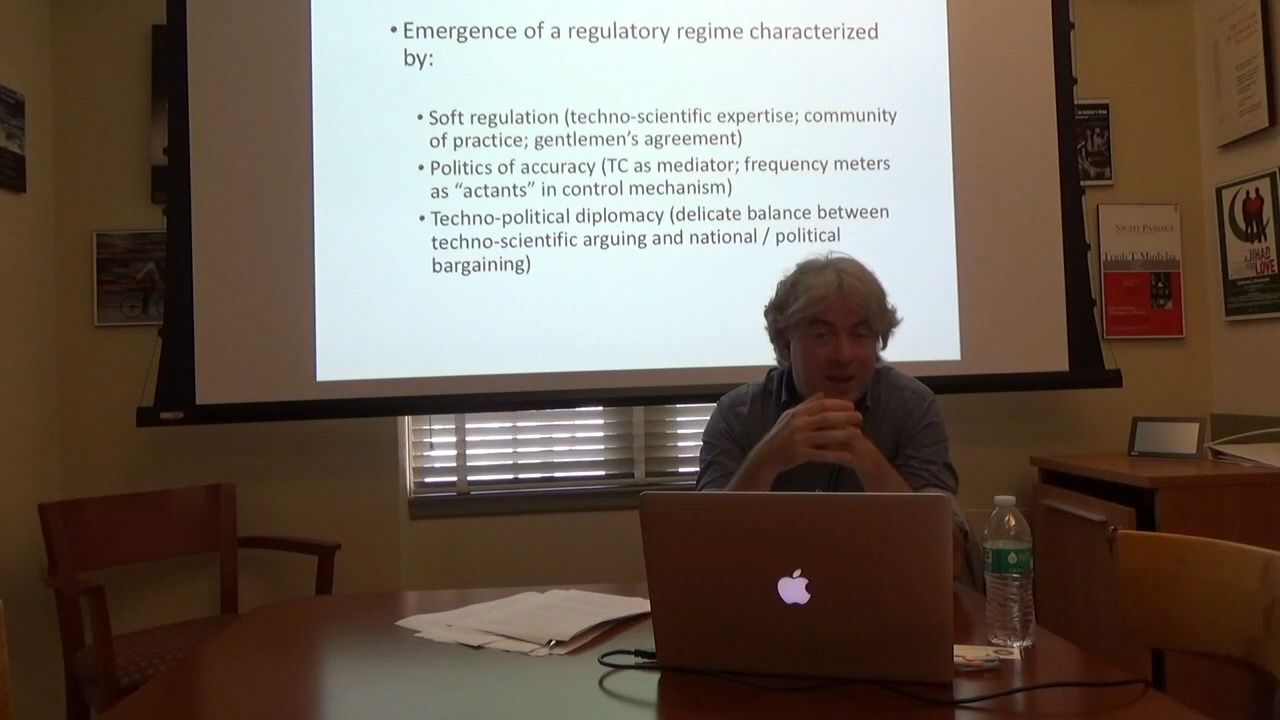 • Emergence of a regulatory regime characterized
by:
• Soft regulation (techno-scientific expertise; community
of practice; gentlemen's agreement)
• Politics of accuracy (TC as mediator; frequency meters
as “actants” in control mechanism)
• Techno-political diplomacy (delicate balance between
techno-scientific arguing and national / political
bargaining)
NIGHT PASSAGE
JIHAD
FOR LOVE